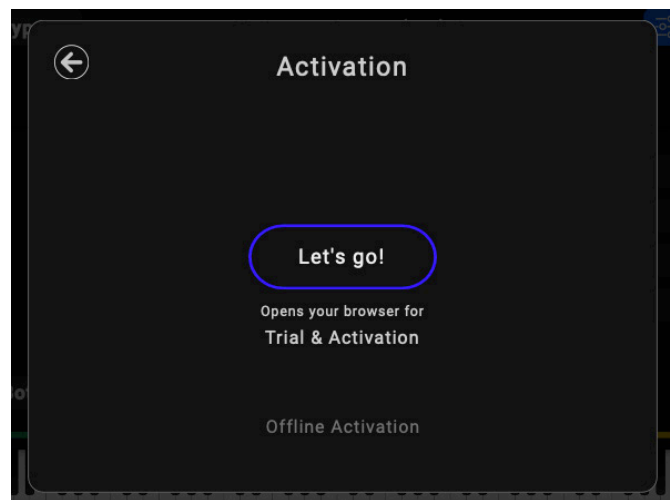 Activation
Let's go!
Opens your browser for
Trial & Activation
Offline Activation